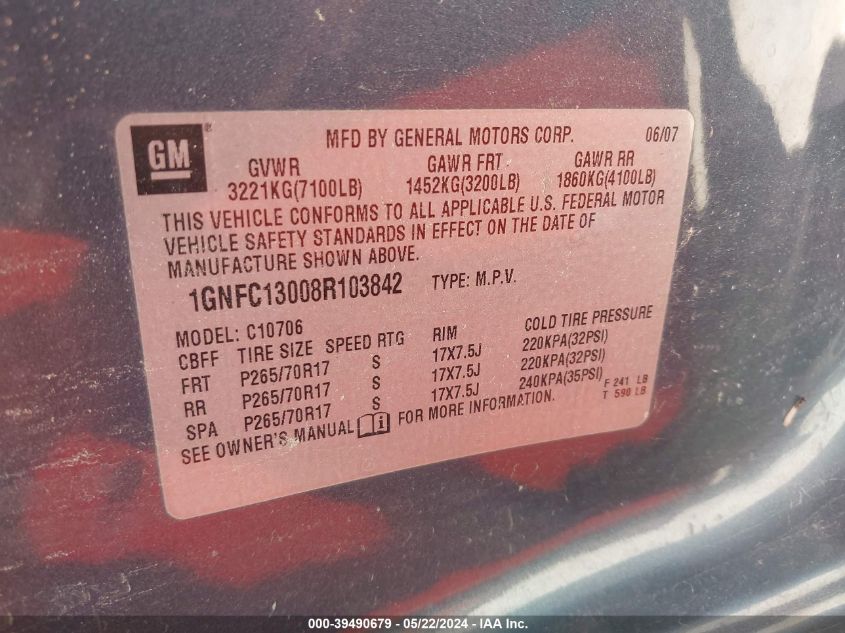 GM ®
MFD BY GENERAL MOTORS CORP. 06/07
GVWR GAWR FRT GAWR RR
3221KG(7100LB) 1452KG(3200LB) 1860KG(4100LB)
THIS VEHICLE CONFORMS TO ALL APPLICABLE U.S. FEDERAL MOTOR
VEHICLE SAFETY STANDARDS IN EFFECT ON THE DATE OF
MANUFACTURE SHOWN ABOVE.
1GNFC13008R103842 TYPE: M.P.V.
MODEL: C10706
CBFF TIRE SIZE SPEED RTG RIM COLD TIRE PRESSURE
FRT P265/70R17 S 17X7.5J 220KPA(32PSI)
RR P265/70R17 S 17X7.5J 220KPA(32PSI)
SPA P265/70R17 S 17X7.5J 240KPA(35PSI)
SEE OWNER'S MANUAL i FOR MORE INFORMATION.
F 241 LB
T 590 LB
000-39490679 - 05/22/2024 - IAA Inc.